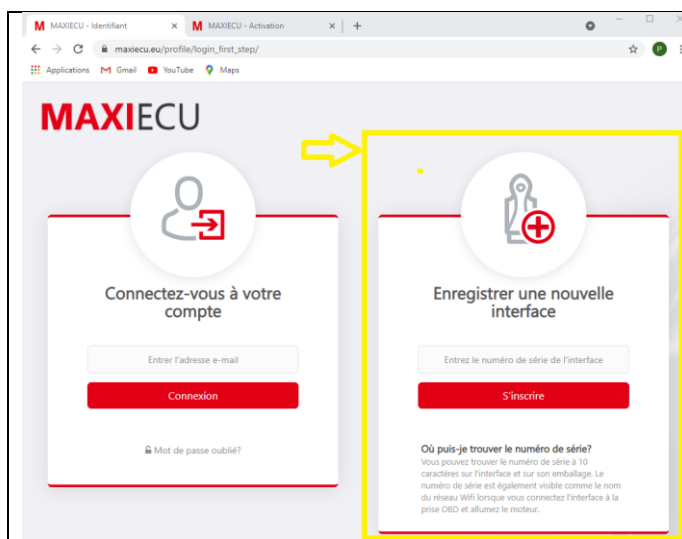 MAXIECU - Identifiant
MAXIECU - Activation
maxiecu.eu/profile/login_first_step/
P
Applications
Gmail
YouTube
Maps
MAXIECU
Connectez-vous à votre
compte
Entrer l'adresse e-mail
Connexion
Mot de passe oublié?
Enregistrer une nouvelle
interface
Entrez le numéro de série de l'interface
S'inscrire
Où puis-je trouver le numéro de série?
Vous pouvez trouver le numéro de série à 10
caractères sur l'interface et sur son emballage. Le
numéro de série est également visible comme le nom
du réseau Wifi lorsque vous connectez l'interface à la
prise OBD et allumez le moteur.